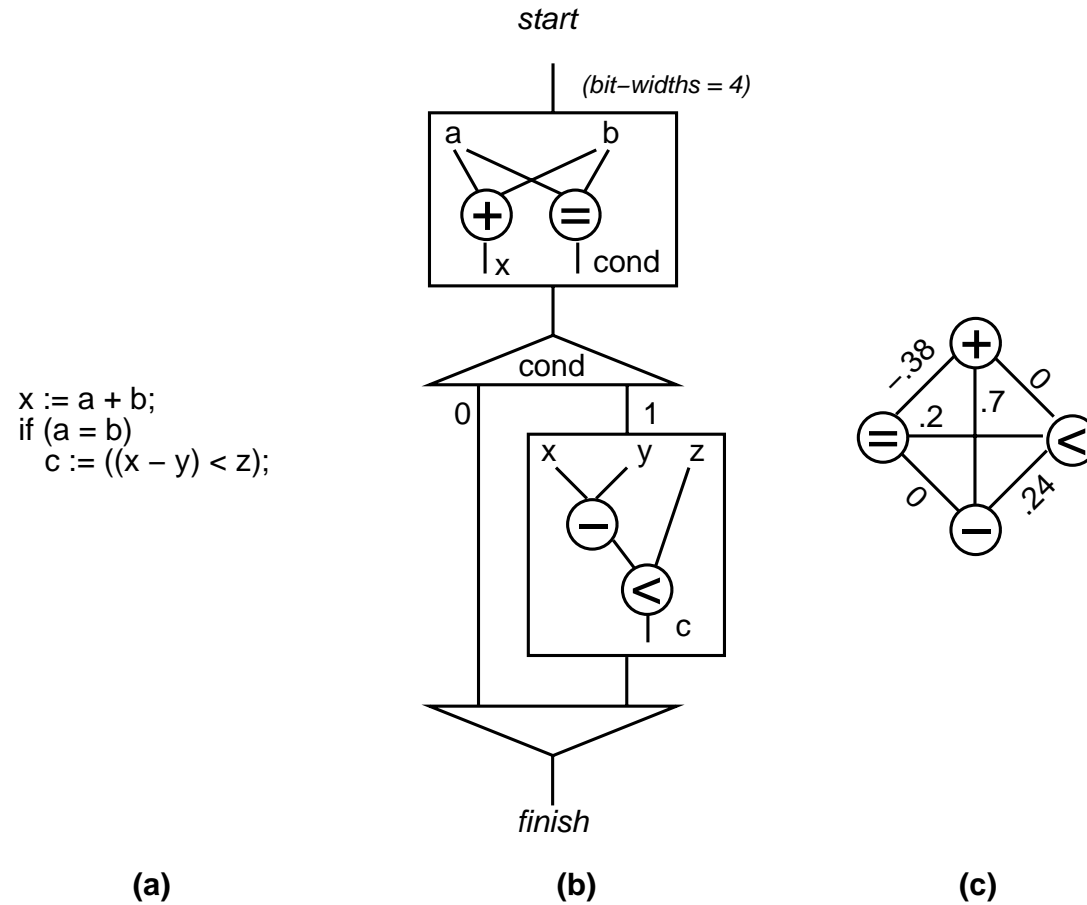 start
(bit−widths = 4)
a b
+ =
x cond
cond
0 1
x y z
−
<
c
finish
x := a + b;
if (a = b)
c := ((x − y) < z);
+
−.38 0
.2 .7
= <
0 .24
−
(a) (b) (c)